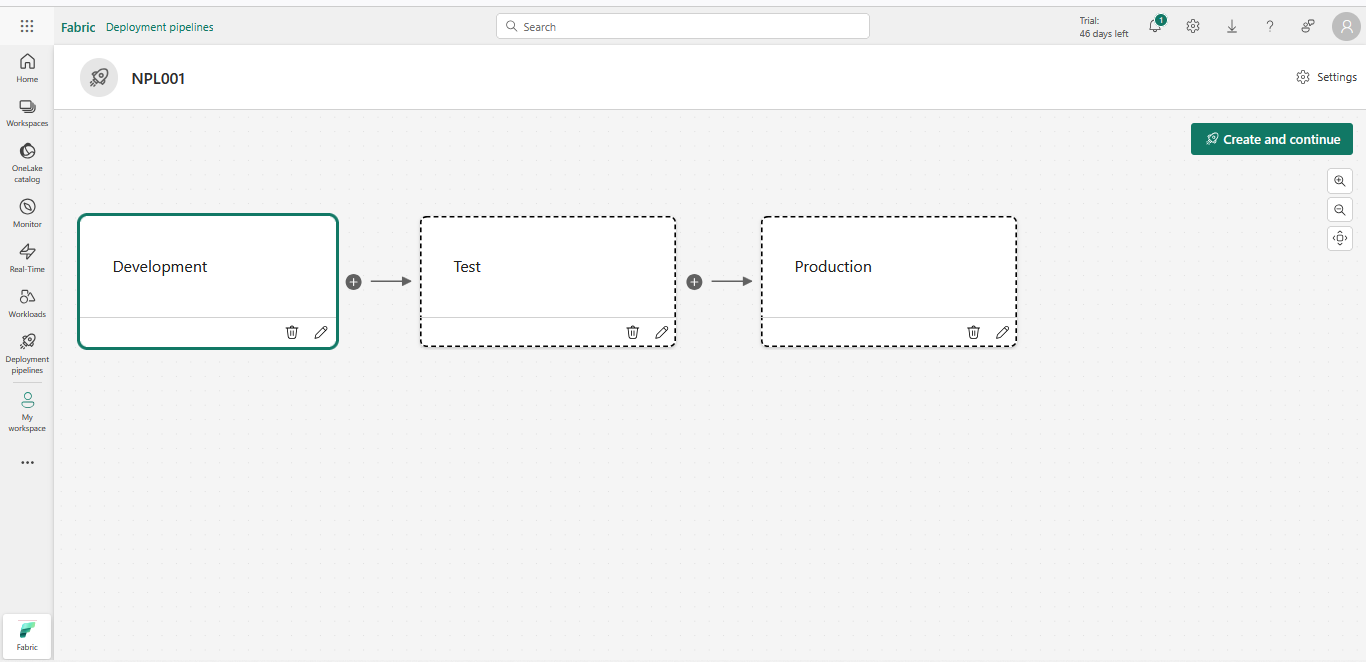 Fabric Deployment pipelines
Search
Trial:
46 days left
1
Home
Workspaces
OneLake
catalog
Monitor
Real-Time
Workloads
Deployment
pipelines
My
workspace
Fabric
NPL001
Settings
Create and continue
Development
Test
Production